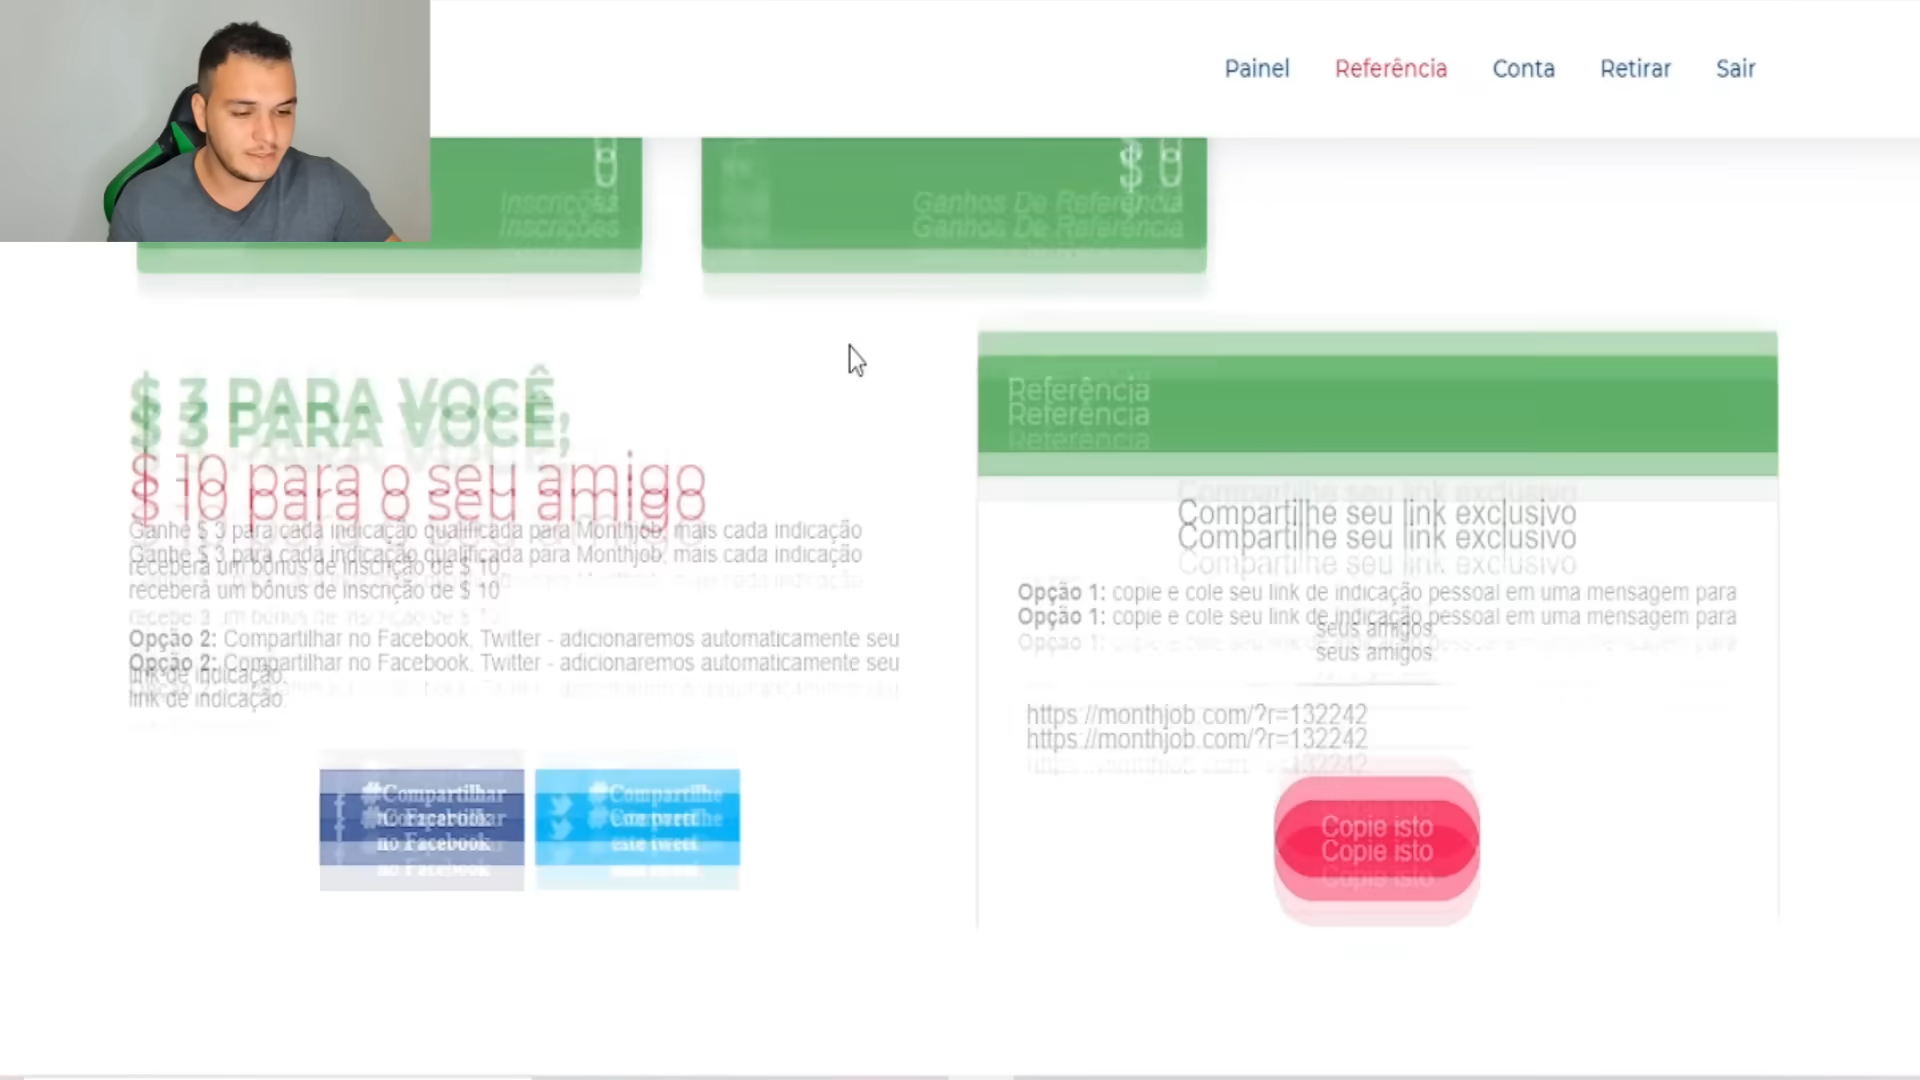 Painel Referência Conta Retirar Sair
$ 0
Inscrições
Ganhos De Referência
$ 3 PARA VOCÊ,
$ 10 para o seu amigo
Ganhe $ 3 para cada indicação qualificada para Monthjob, mais cada indicação
receberá um bônus de inscrição de $ 10
Opção 2: Compartilhar no Facebook, Twitter - adicionaremos automaticamente seu
link de indicação.
#Compartilhar
no Facebook
#Compartilhe
este tweet
Referência
Compartilhe seu link exclusivo
Opção 1: copie e cole seu link de indicação pessoal em uma mensagem para
seus amigos.
https://monthjob.com/?r=132242
Copie isto